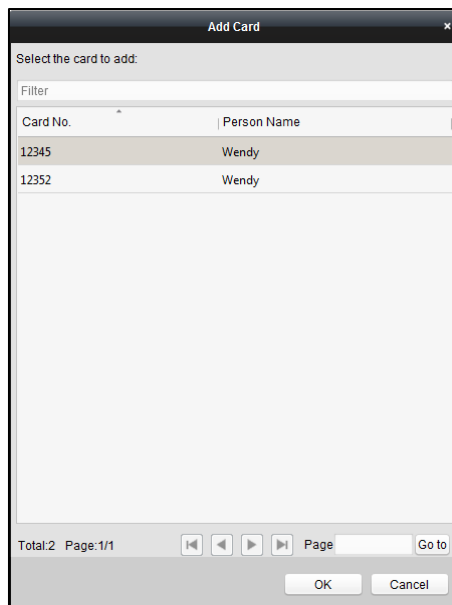 Add Card ×
Select the card to add:
Filter
Card No. Person Name
12345 Wendy
12352 Wendy
Total:2 Page:1/1 Page Go to
OK Cancel